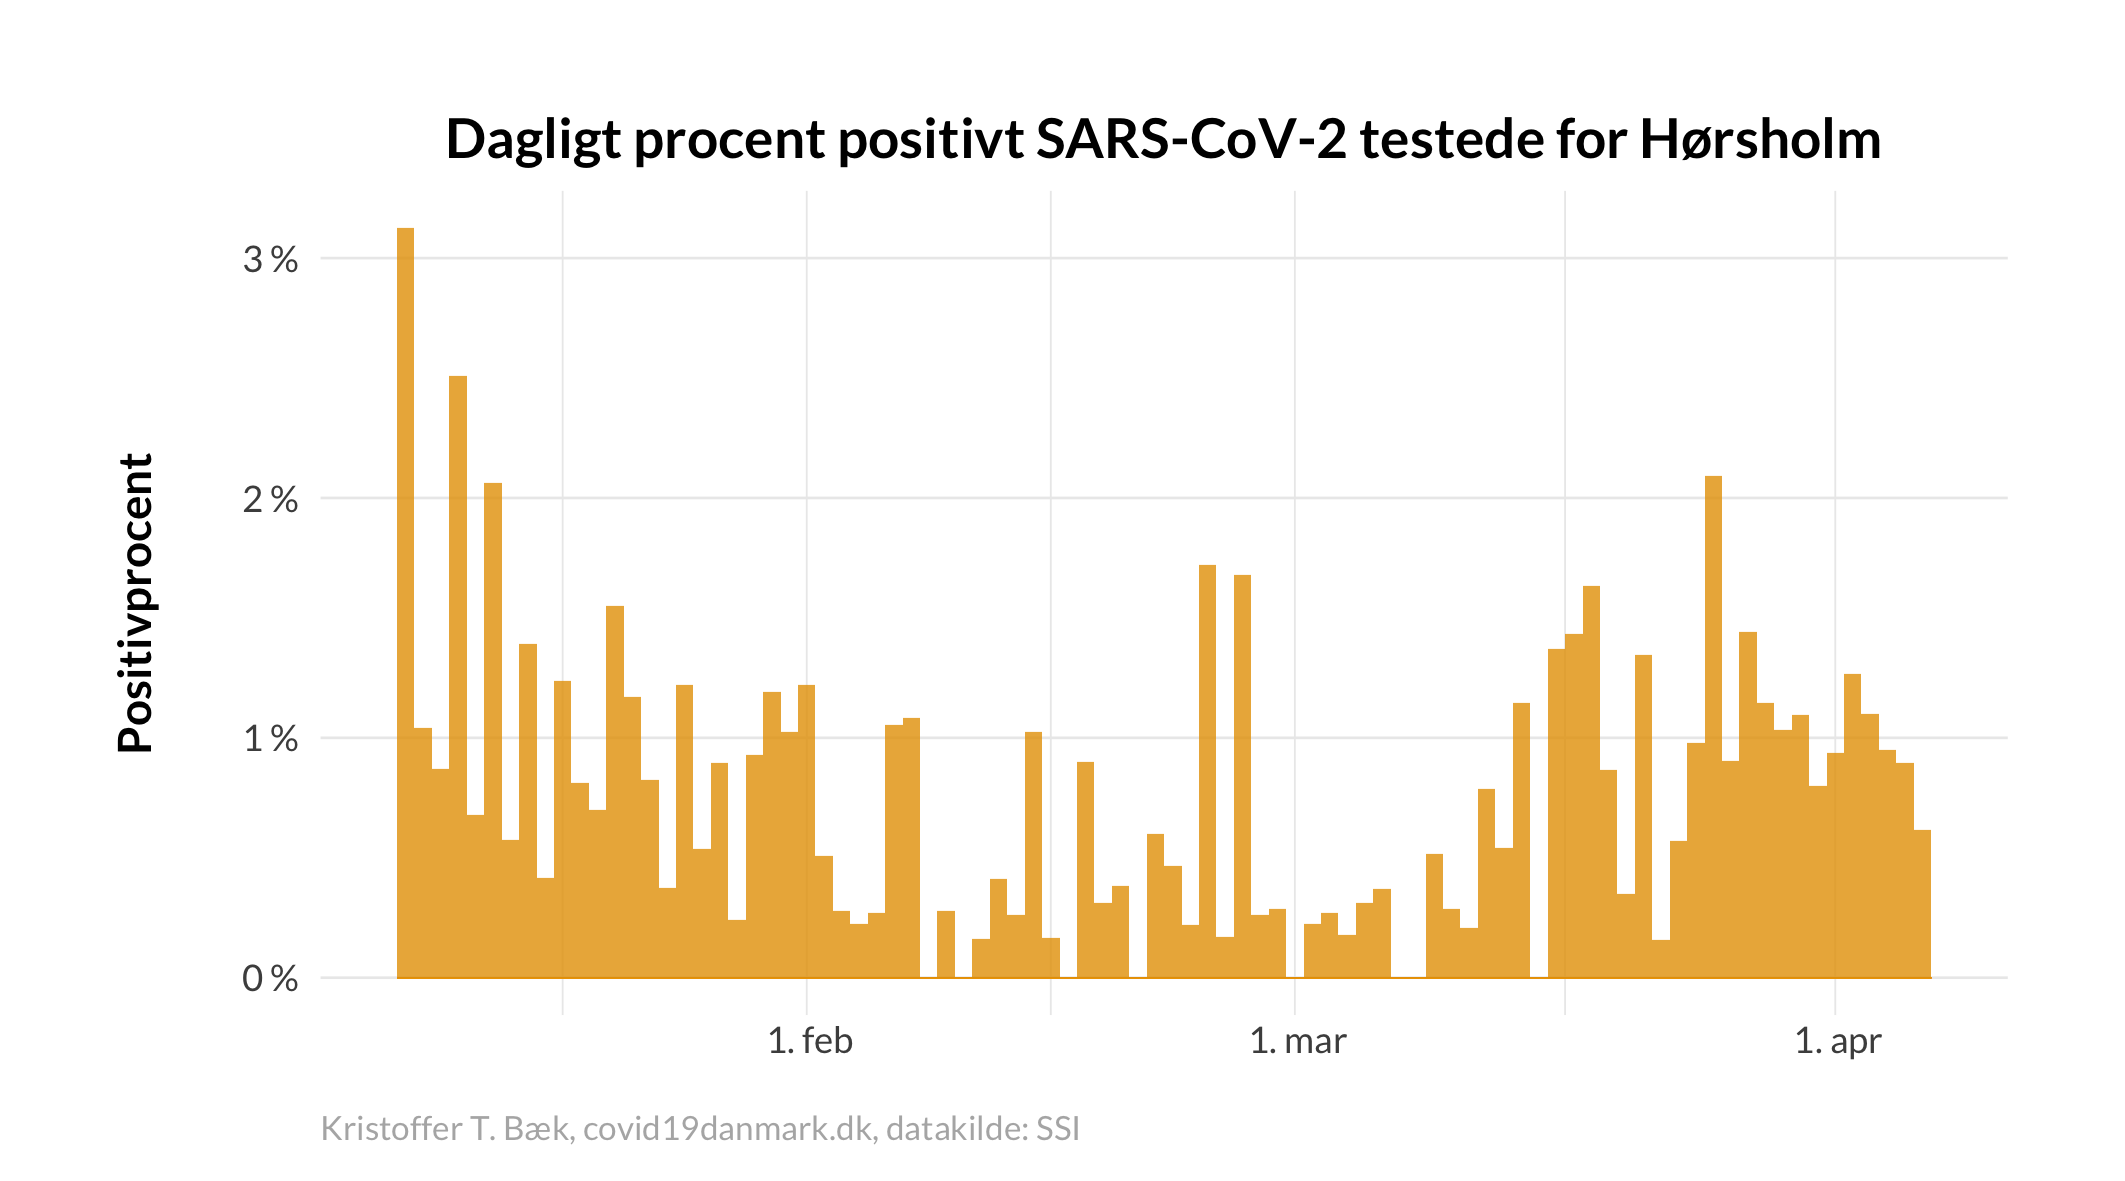 Dagligt procent positivt SARS-CoV-2 testede for Hørsholm
Positivprocent
3 %
2 %
1 %
0 %
1. feb
1. mar
1. apr
Kristoffer T. Bæk, covid19danmark.dk, datakilde: SSI